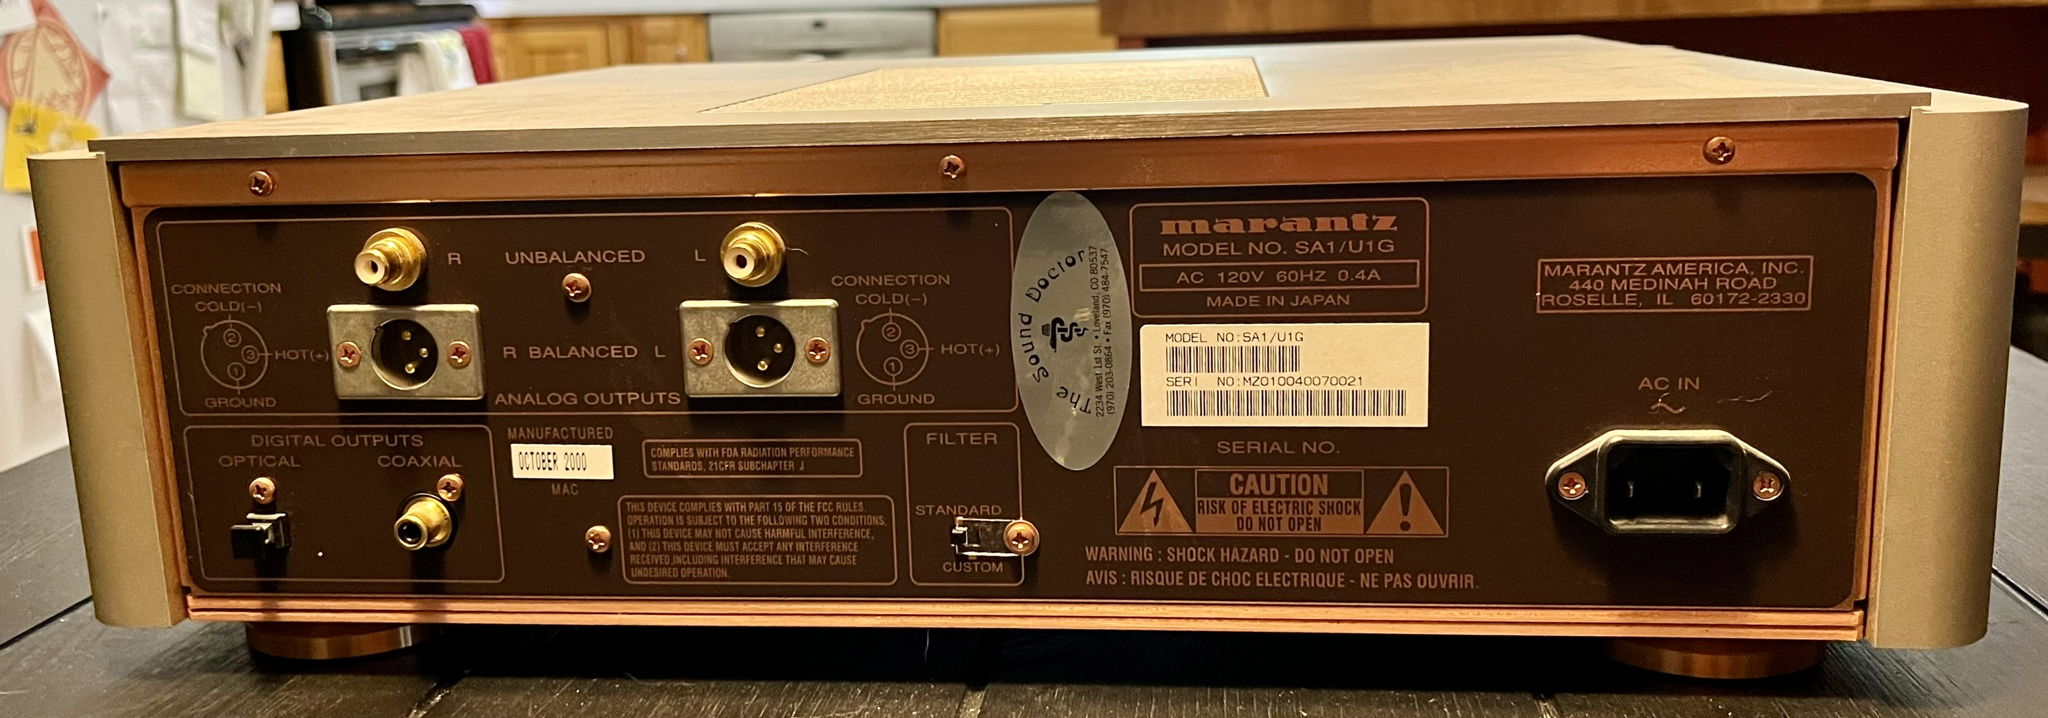 R UNBALANCED L
CONNECTION
COLD(-)
2
3 HOT(+)
1
GROUND
R BALANCED L
ANALOG OUTPUTS
CONNECTION
COLD(-)
2
3 HOT(+)
1
GROUND
The Sound Doctor
2234 West 1st St. • Loveland, CO 80537
(970) 203-0864 • Fax (970) 484-7547
marantz
MODEL NO. SA1/U1G
AC 120V 60Hz 0.4A
MADE IN JAPAN
MODEL NO:SA1/U1G
SERI NO:MZ010040070021
SERIAL NO.
MARANTZ AMERICA, INC.
440 MEDINAH ROAD
ROSELLE, IL 60172-2330
AC IN
DIGITAL OUTPUTS
OPTICAL COAXIAL
MANUFACTURED
OCTOBER 2000
MAC
COMPLIES WITH FDA RADIATION PERFORMANCE
STANDARDS, 21CFR SUBCHAPTER J
THIS DEVICE COMPLIES WITH PART 15 OF THE FCC RULES.
OPERATION IS SUBJECT TO THE FOLLOWING TWO CONDITIONS;
(1) THIS DEVICE MAY NOT CAUSE HARMFUL INTERFERENCE,
AND (2) THIS DEVICE MUST ACCEPT ANY INTERFERENCE
RECEIVED,INCLUDING INTERFERENCE THAT MAY CAUSE
UNDESIRED OPERATION.
FILTER
STANDARD
CUSTOM
CAUTION
RISK OF ELECTRIC SHOCK
DO NOT OPEN
WARNING : SHOCK HAZARD - DO NOT OPEN
AVIS : RISQUE DE CHOC ELECTRIQUE - NE PAS OUVRIR.